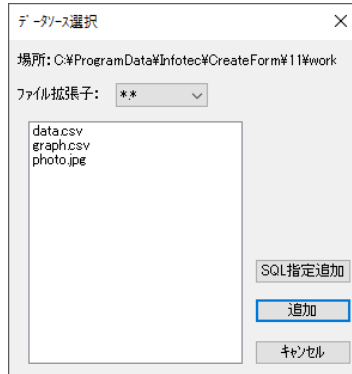 データソース選択
場所: C:¥ProgramData¥Infotec¥CreateForm¥11¥work
ファイル拡張子: *.*
data.csv
graph.csv
photo.jpg
SQL指定追加
追加
キャンセル